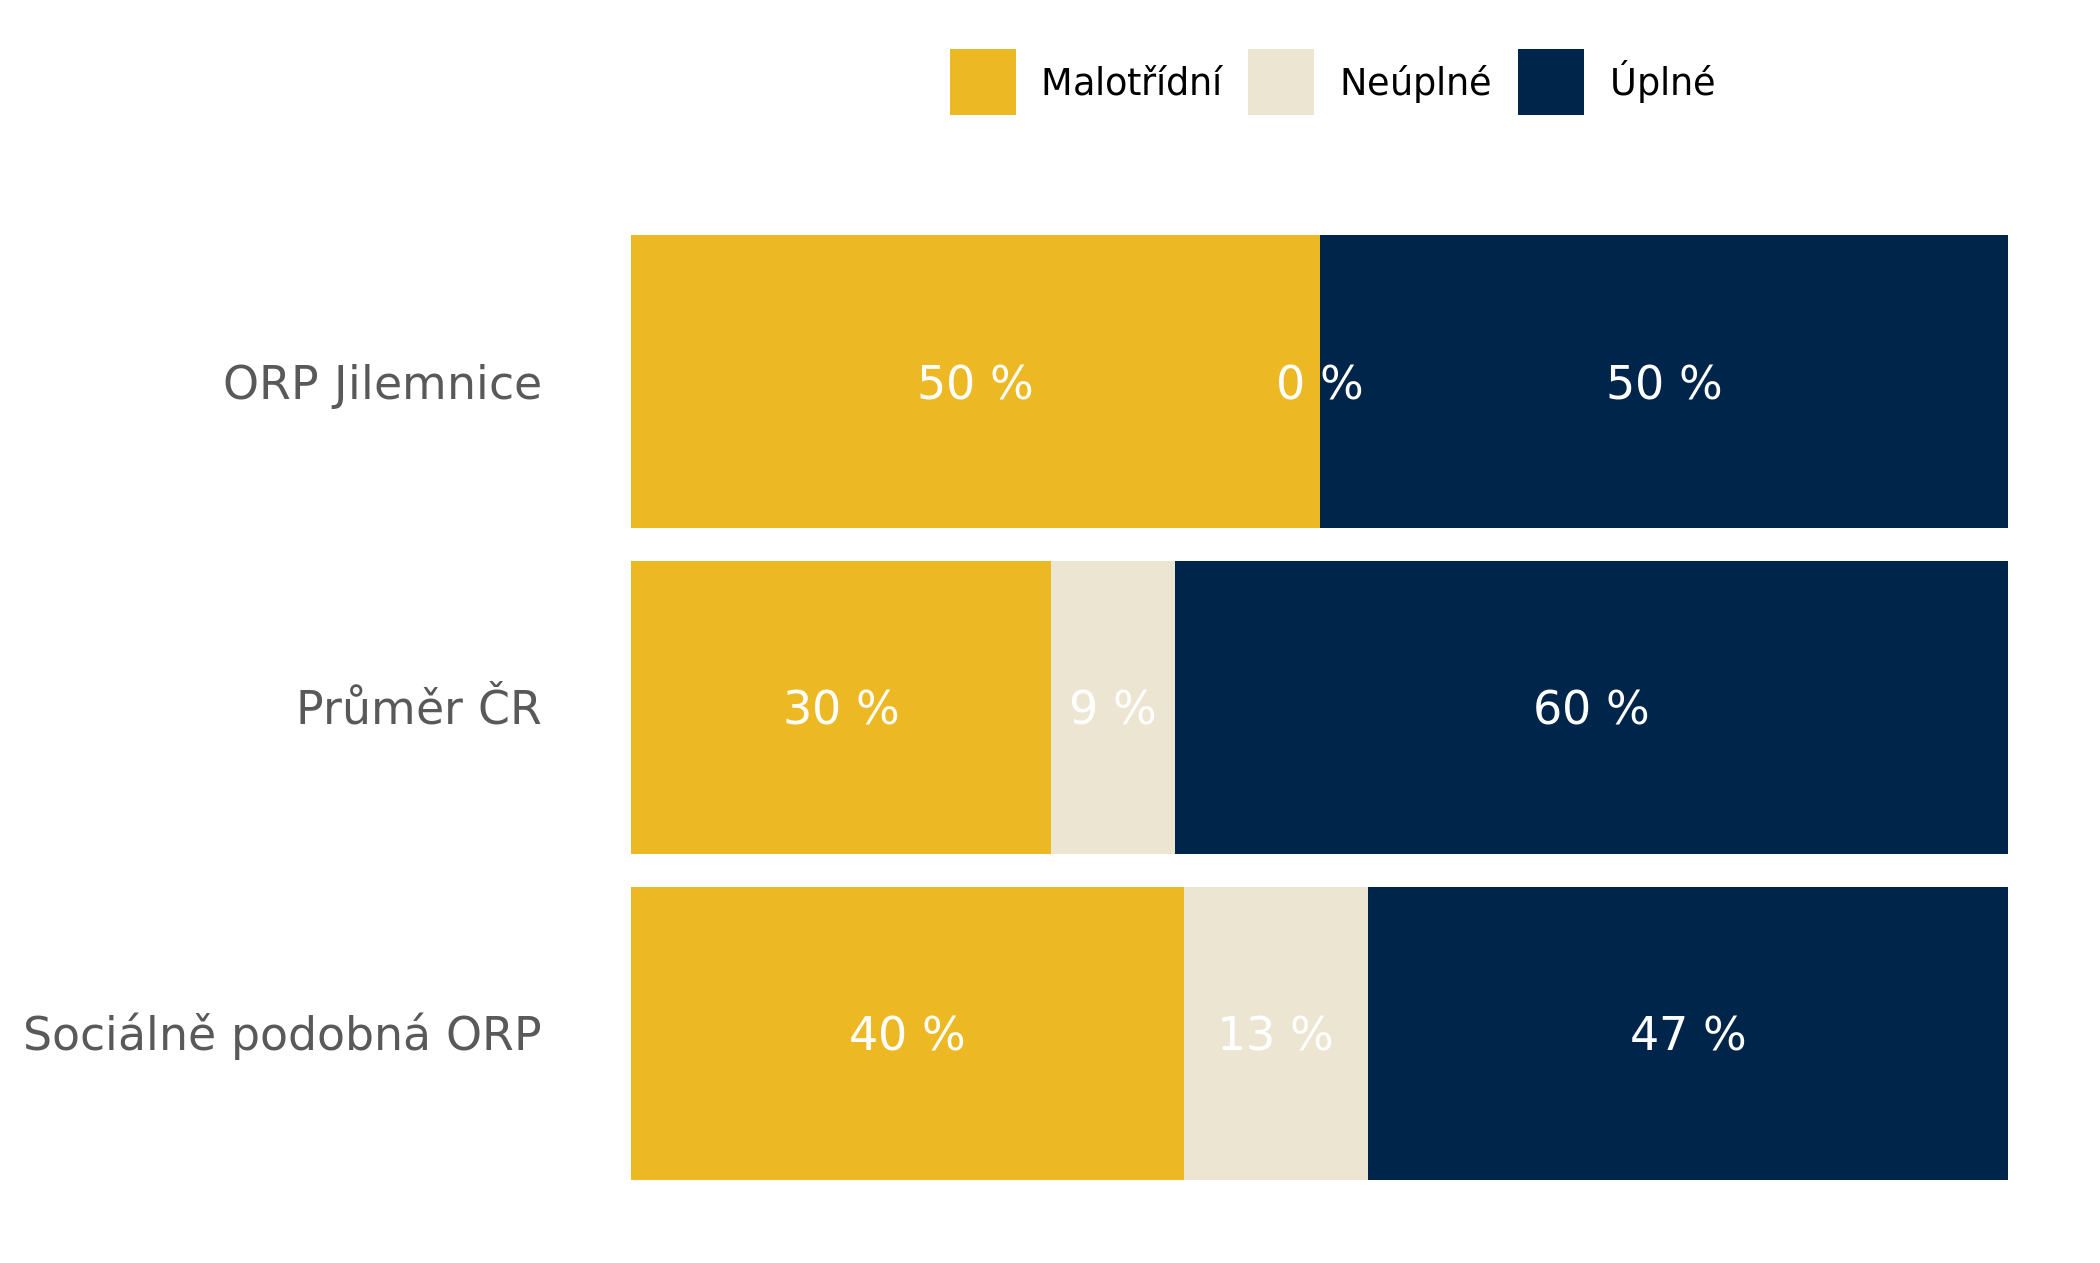 Malotřídní Neúplné Úplné
ORP Jilemnice 50 % 0 % 50 %
Průměr ČR 30 % 9 % 60 %
Sociálně podobná ORP 40 % 13 % 47 %